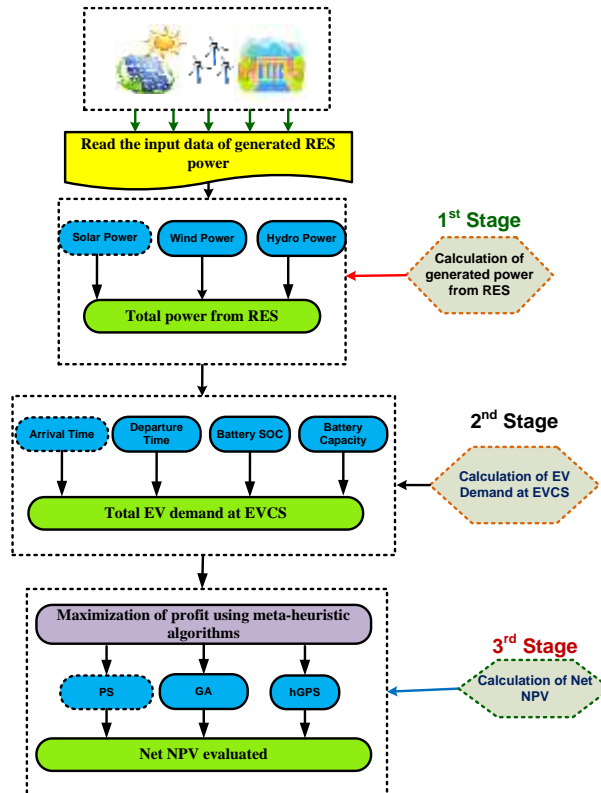 Read the input data of generated RES
power
1st Stage
Solar Power
Wind Power
Hydro Power
Calculation of
generated power
from RES
Total power from RES
2nd Stage
Arrival Time
Departure
Time
Battery SOC
Battery
Capacity
Calculation of EV
Demand at EVCS
Total EV demand at EVCS
Maximization of profit using meta-heuristic
algorithms
3rd Stage
PS
GA
hGPS
Calculation of Net
NPV
Net NPV evaluated